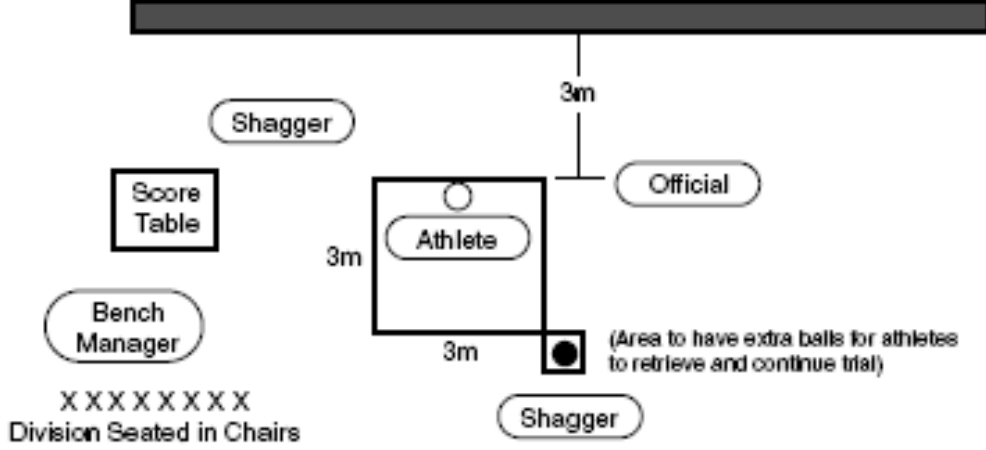 3m
Shagger
Official
Score
Table
Athlete
3m
Bench
Manager
3m
(Area to have extra balls for athletes
to retrieve and continue trial)
X X X X X X X X
Division Seated in Chairs
Shagger